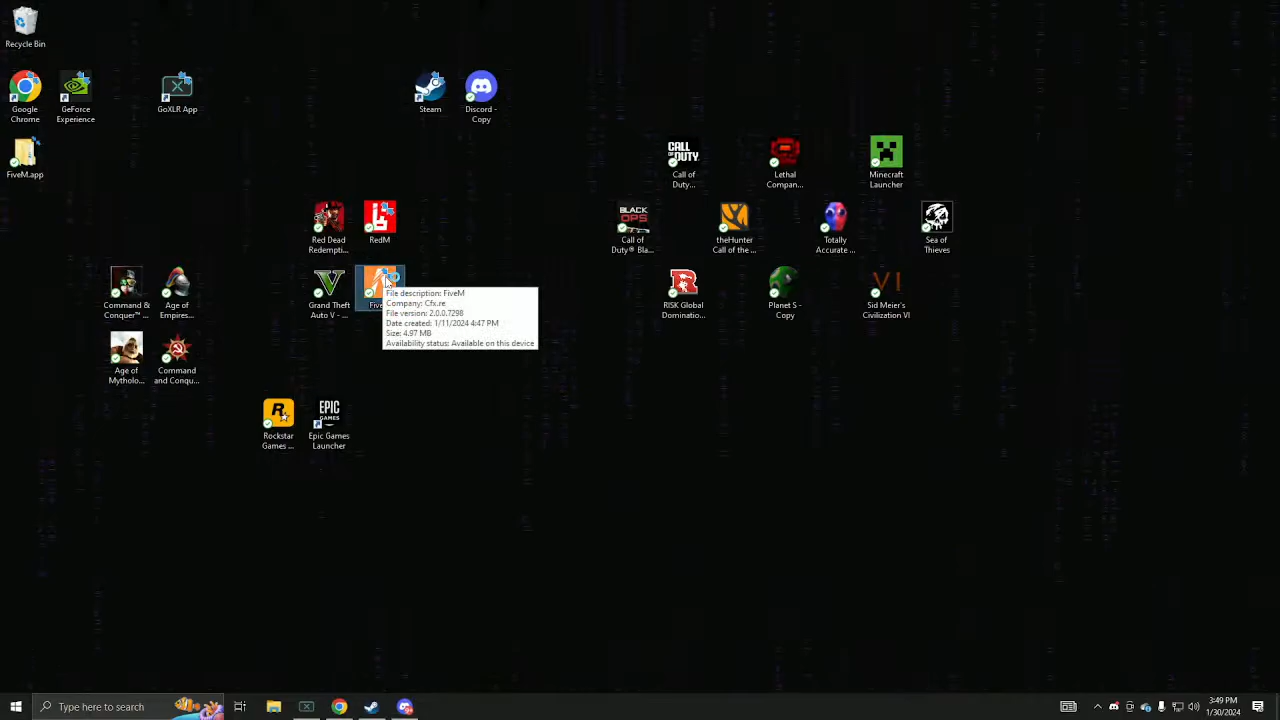 Recycle Bin
Google
Chrome
GeForce
Experience
GoXLR App
Steam
Discord -
Copy
FiveM.app
CALL
OF DUTY.
Call of
Duty...
Lethal
Compan...
Minecraft
Launcher
Red Dead
Redempti...
RedM
BLACK
OPS
Call of
Duty® Bla...
theHunter
Call of the ...
Totally
Accurate ...
Sea of
Thieves
Command &
Conquer™ ...
Age of
Empires...
V
Grand Theft
Auto V - ...
Five
File description: FiveM
Company: Cfx.re
File version: 2.0.0.7298
Date created: 1/11/2024 4:47 PM
Size: 4.97 MB
Availability status: Available on this device
R
RISK Global
Dominatio...
Planet S -
Copy
VI
Sid Meier's
Civilization VI
Age of
Mytholo...
Command
and Conqu...
R
Rockstar
Games ...
EPIC
GAMES
Epic Games
Launcher
Type here to search
3:49 PM
1/30/2024